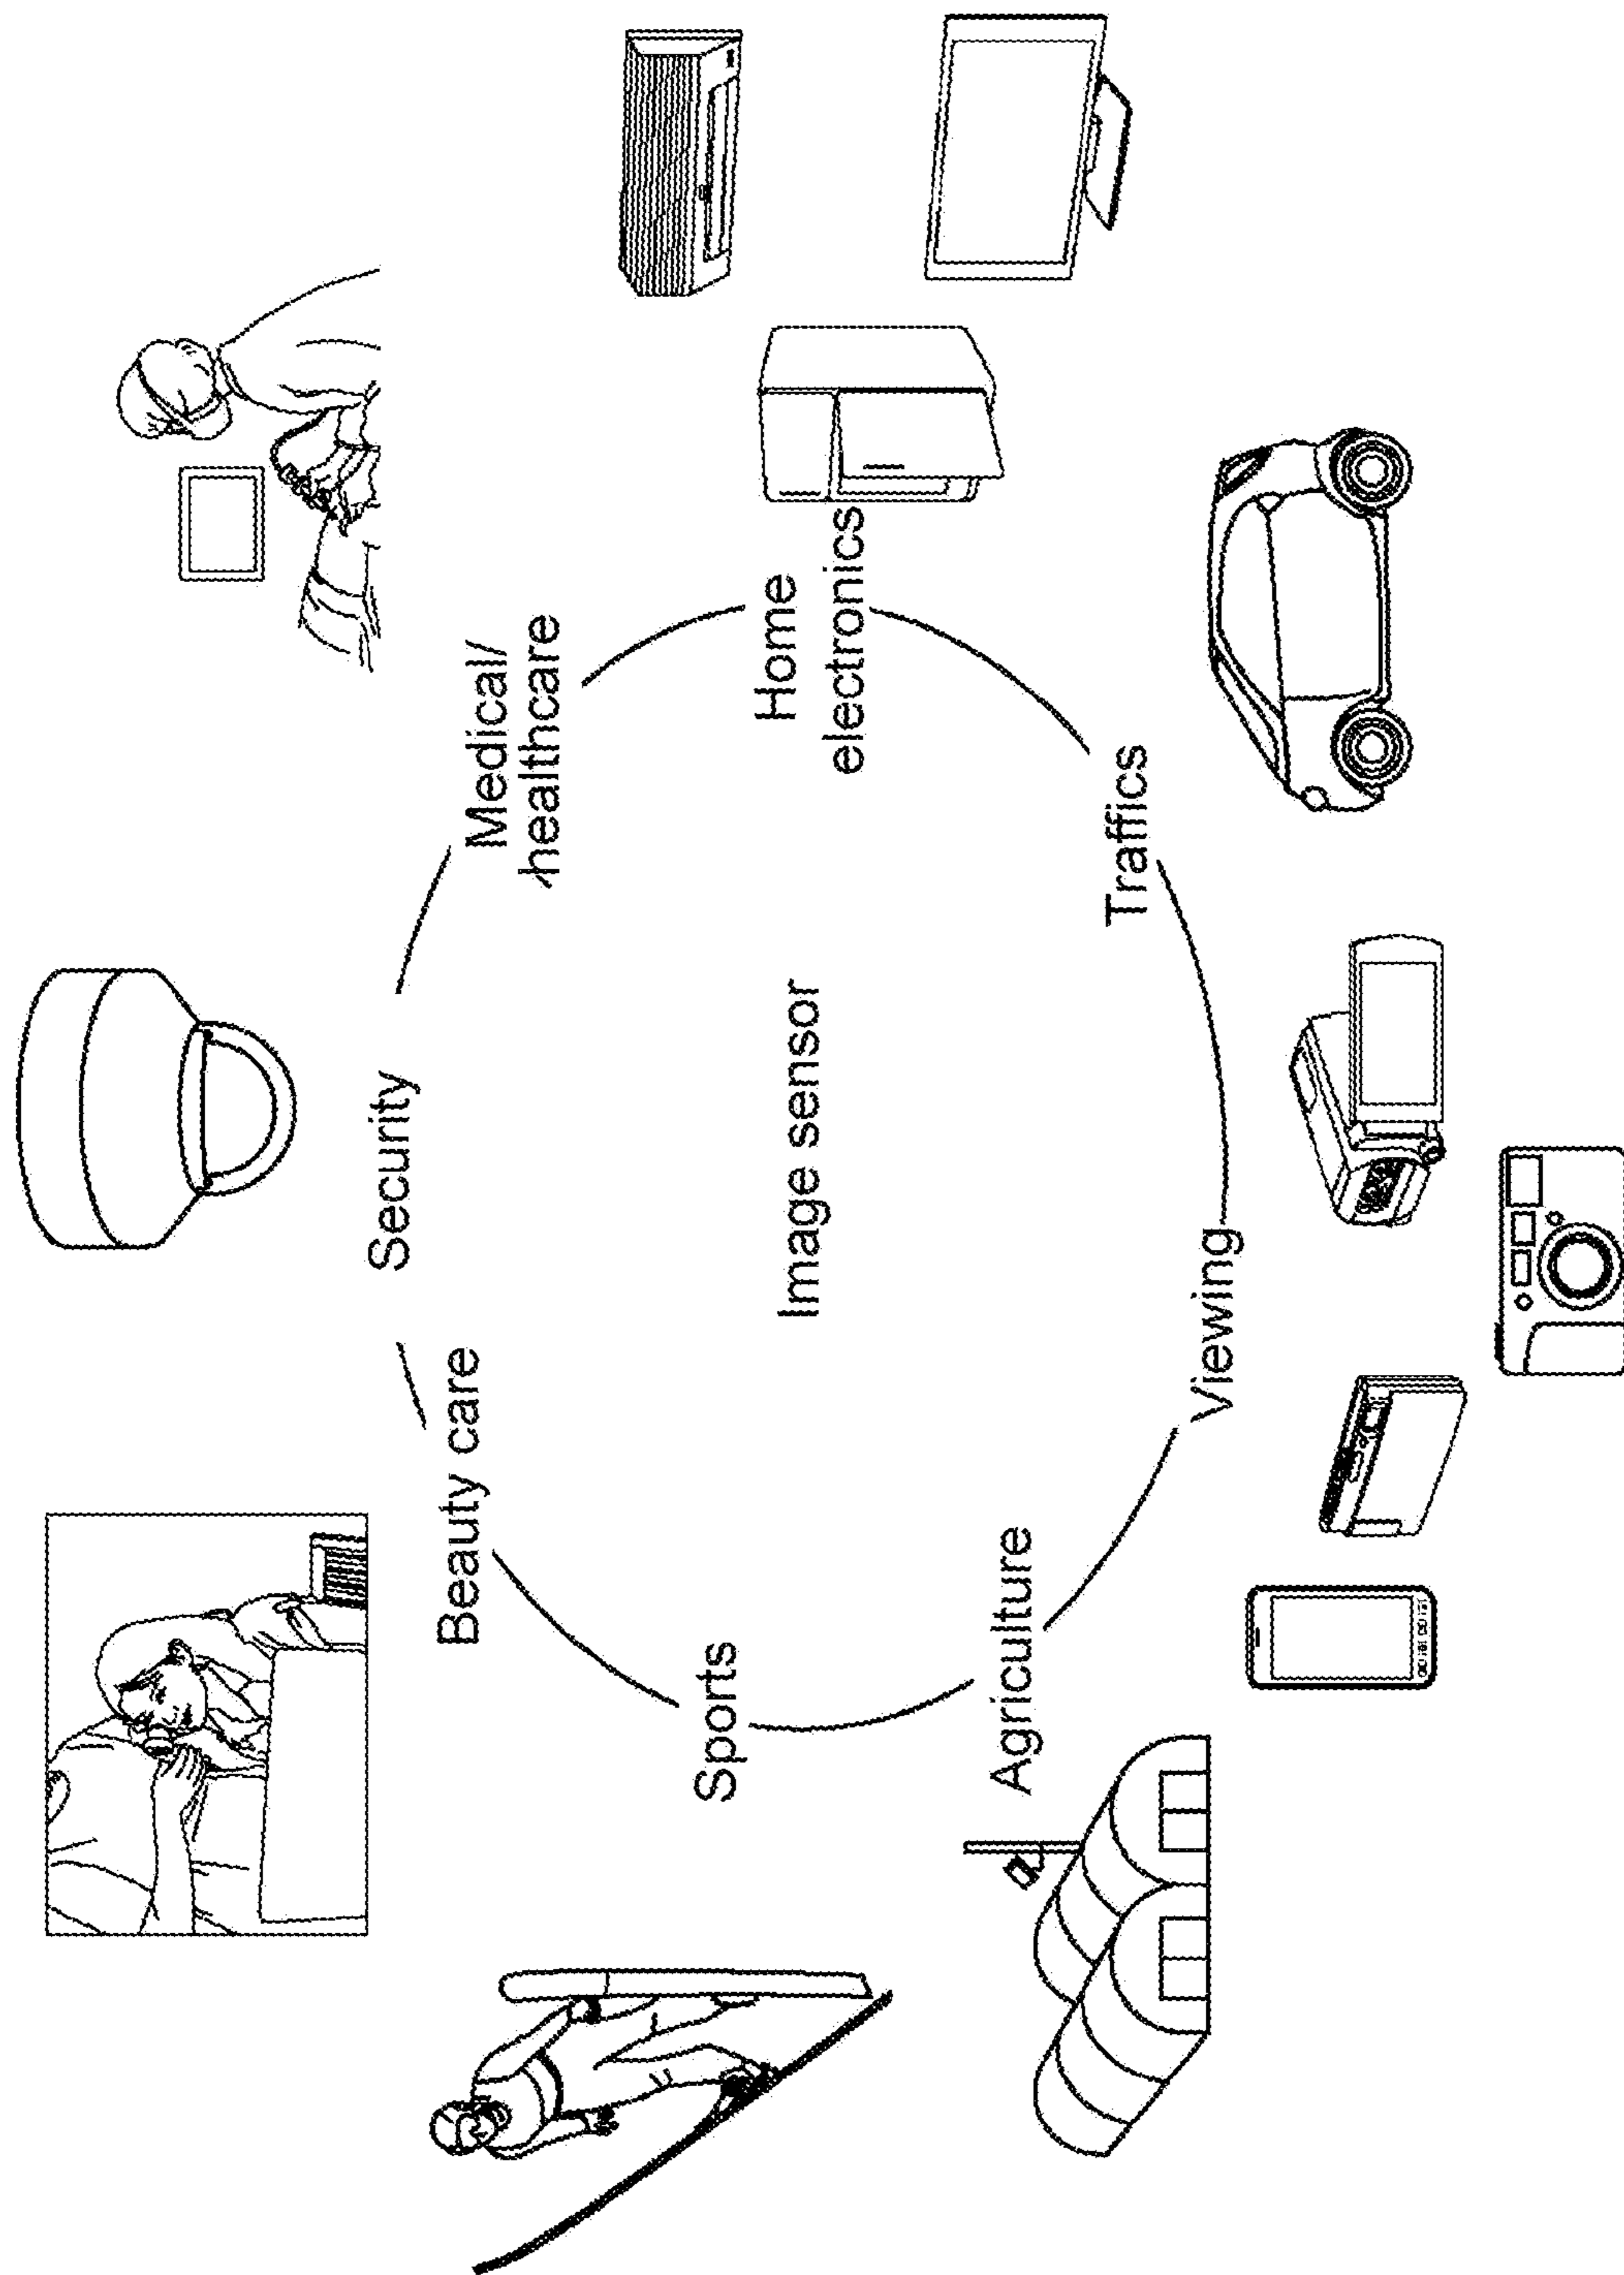 Security
Beauty care
Medical/
healthcare
Sports
Image sensor
Home
electronics
Agriculture
Traffics
Viewing